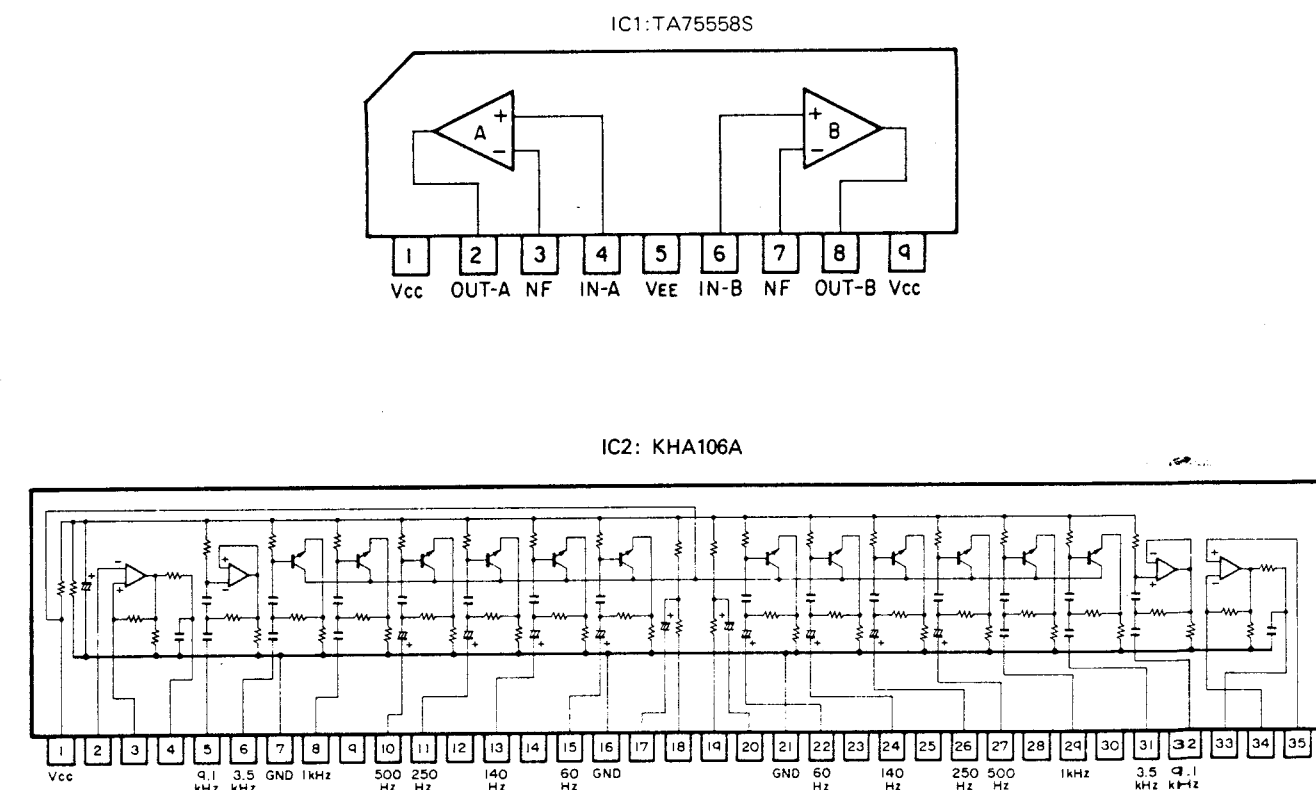 IC1:TA75558S
A + −
+ − B
1 2 3 4 5 6 7 8 9
Vcc OUT-A NF IN-A VEE IN-B NF OUT-B Vcc
IC2: KHA106A
1 2 3 4 5 6 7 8 9 10 11 12 13 14 15 16 17 18 19 20 21 22 23 24 25 26 27 28 29 30 31 32 33 34 35
Vcc 9.1 kHz 3.5 kHz GND 1kHz 500 Hz 250 Hz 140 Hz 60 Hz GND GND 60 Hz 140 Hz 250 Hz 500 Hz 1kHz 3.5 kHz 9.1 kHz